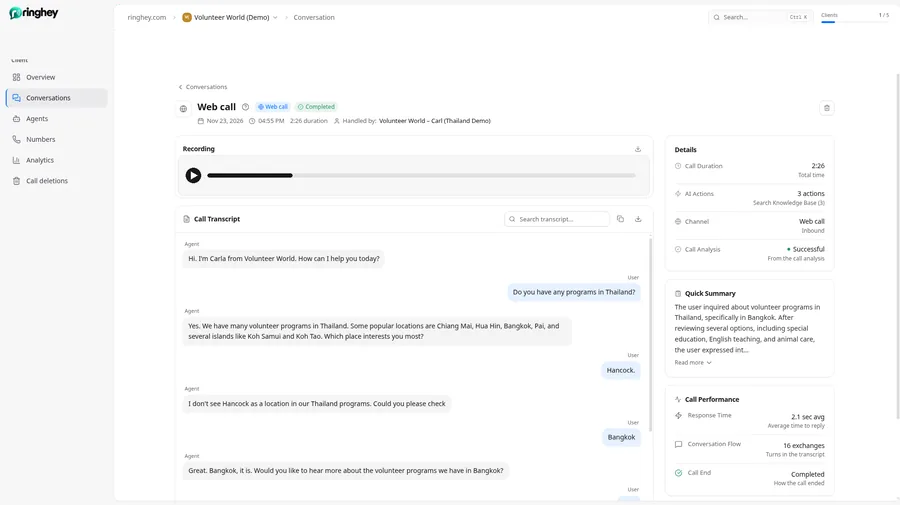 ringhey
ringhey.com
Volunteer World (Demo)
Conversation
Search...
Ctrl K
Clients
1 / 5
Client
Overview
Conversations
Agents
Numbers
Analytics
Call deletions
Conversations
Web call
Web call
Completed
Nov 23, 2026
04:55 PM
2:26 duration
Handled by: Volunteer World – Carl (Thailand Demo)
Recording
Call Transcript
Search transcript...
Agent
Hi. I'm Carla from Volunteer World. How can I help you today?
User
Do you have any programs in Thailand?
Agent
Yes. We have many volunteer programs in Thailand. Some popular locations are Chiang Mai, Hua Hin, Bangkok, Pai, and
several islands like Koh Samui and Koh Tao. Which place interests you most?
User
Hancock.
Agent
I don't see Hancock as a location in our Thailand programs. Could you please check
User
Bangkok
Agent
Great. Bangkok, it is. Would you like to hear more about the volunteer programs we have in Bangkok?
User
Details
Call Duration
2:26
Total time
AI Actions
3 actions
Search Knowledge Base (3)
Channel
Web call
Inbound
Call Analysis
Successful
From the call analysis
Quick Summary
The user inquired about volunteer programs in
Thailand, specifically in Bangkok. After
reviewing several options, including special
education, English teaching, and animal care,
the user expressed int...
Read more
Call Performance
Response Time
2.1 sec avg
Average time to reply
Conversation Flow
16 exchanges
Turns in the transcript
Call End
Completed
How the call ended